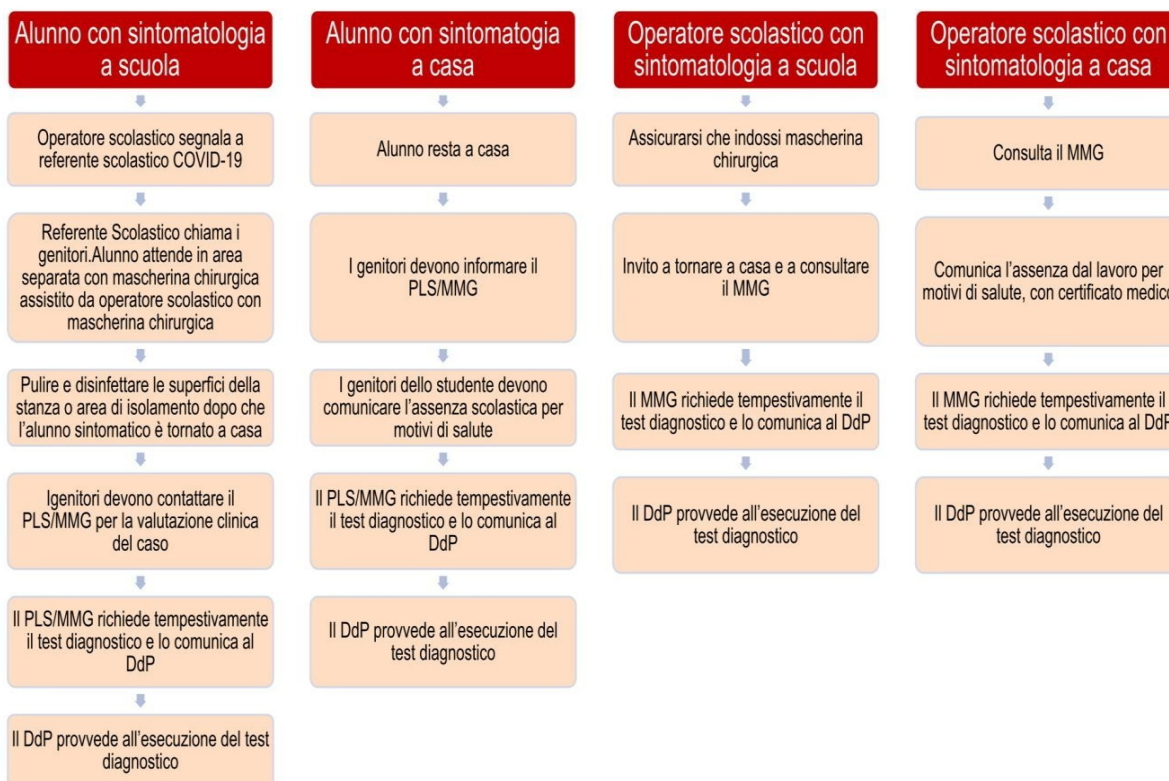 Alunno con sintomatologia
a scuola
Operatore scolastico segnala a
referente scolastico COVID-19
Referente Scolastico chiama i
genitori.Alunno attende in area
separata con mascherina chirurgica
assistito da operatore scolastico con
mascherina chirurgica
Pulire e disinfettare le superfici della
stanza o area di isolamento dopo che
l'alunno sintomatico è tornato a casa
Igenitori devono contattare il
PLS/MMG per la valutazione clinica
del caso
Il PLS/MMG richiede tempestivamente
il test diagnostico e lo comunica al
DdP
Il DdP provvede all'esecuzione del test
diagnostico
Alunno con sintomatogia
a casa
Alunno resta a casa
I genitori devono informare il
PLS/MMG
I genitori dello studente devono
comunicare l'assenza scolastica per
motivi di salute
Il PLS/MMG richiede tempestivamente
il test diagnostico e lo comunica al
DdP
Il DdP provvede all'esecuzione del
test diagnostico
Operatore scolastico con
sintomatologia a scuola
Assicurarsi che indossi mascherina
chirurgica
Invito a tornare a casa e a consultare
il MMG
Il MMG richiede tempestivamente il
test diagnostico e lo comunica al DdP
Il DdP provvede all'esecuzione del
test diagnostico
Operatore scolastico con
sintomatologia a casa
Consulta il MMG
Comunica l'assenza dal lavoro per
motivi di salute, con certificato medico
Il MMG richiede tempestivamente il
test diagnostico e lo comunica al DdP
Il DdP provvede all'esecuzione del
test diagnostico